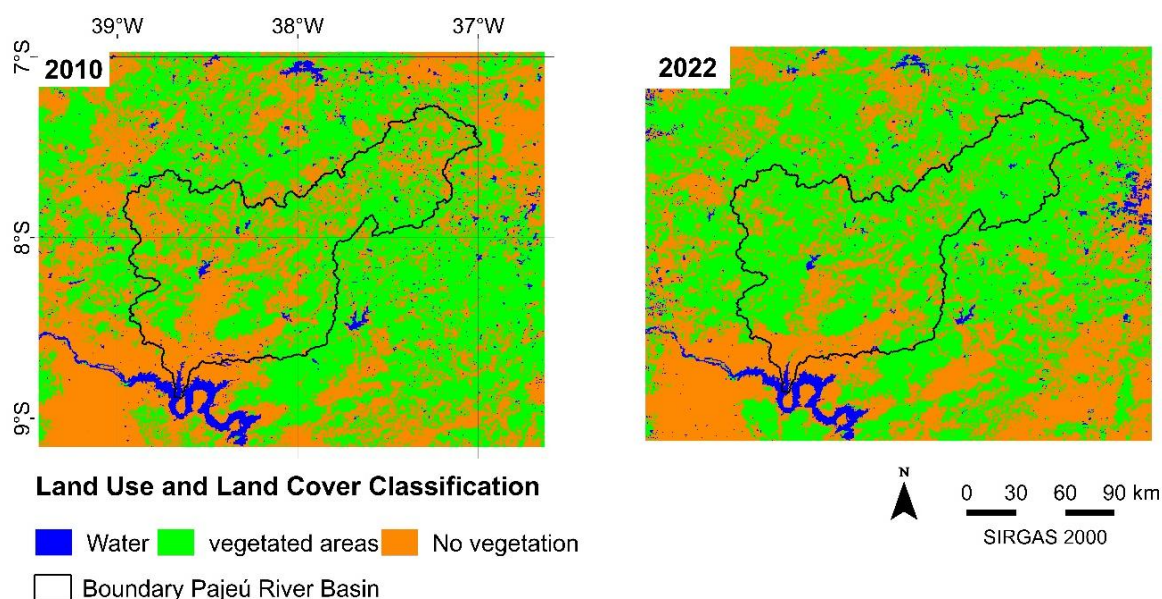 39°W 38°W 37°W
7°S
2010
2022
8°S
9°S
Land Use and Land Cover Classification
Water vegetated areas No vegetation
Boundary Pajeú River Basin
N
0 30 60 90 km
SIRGAS 2000